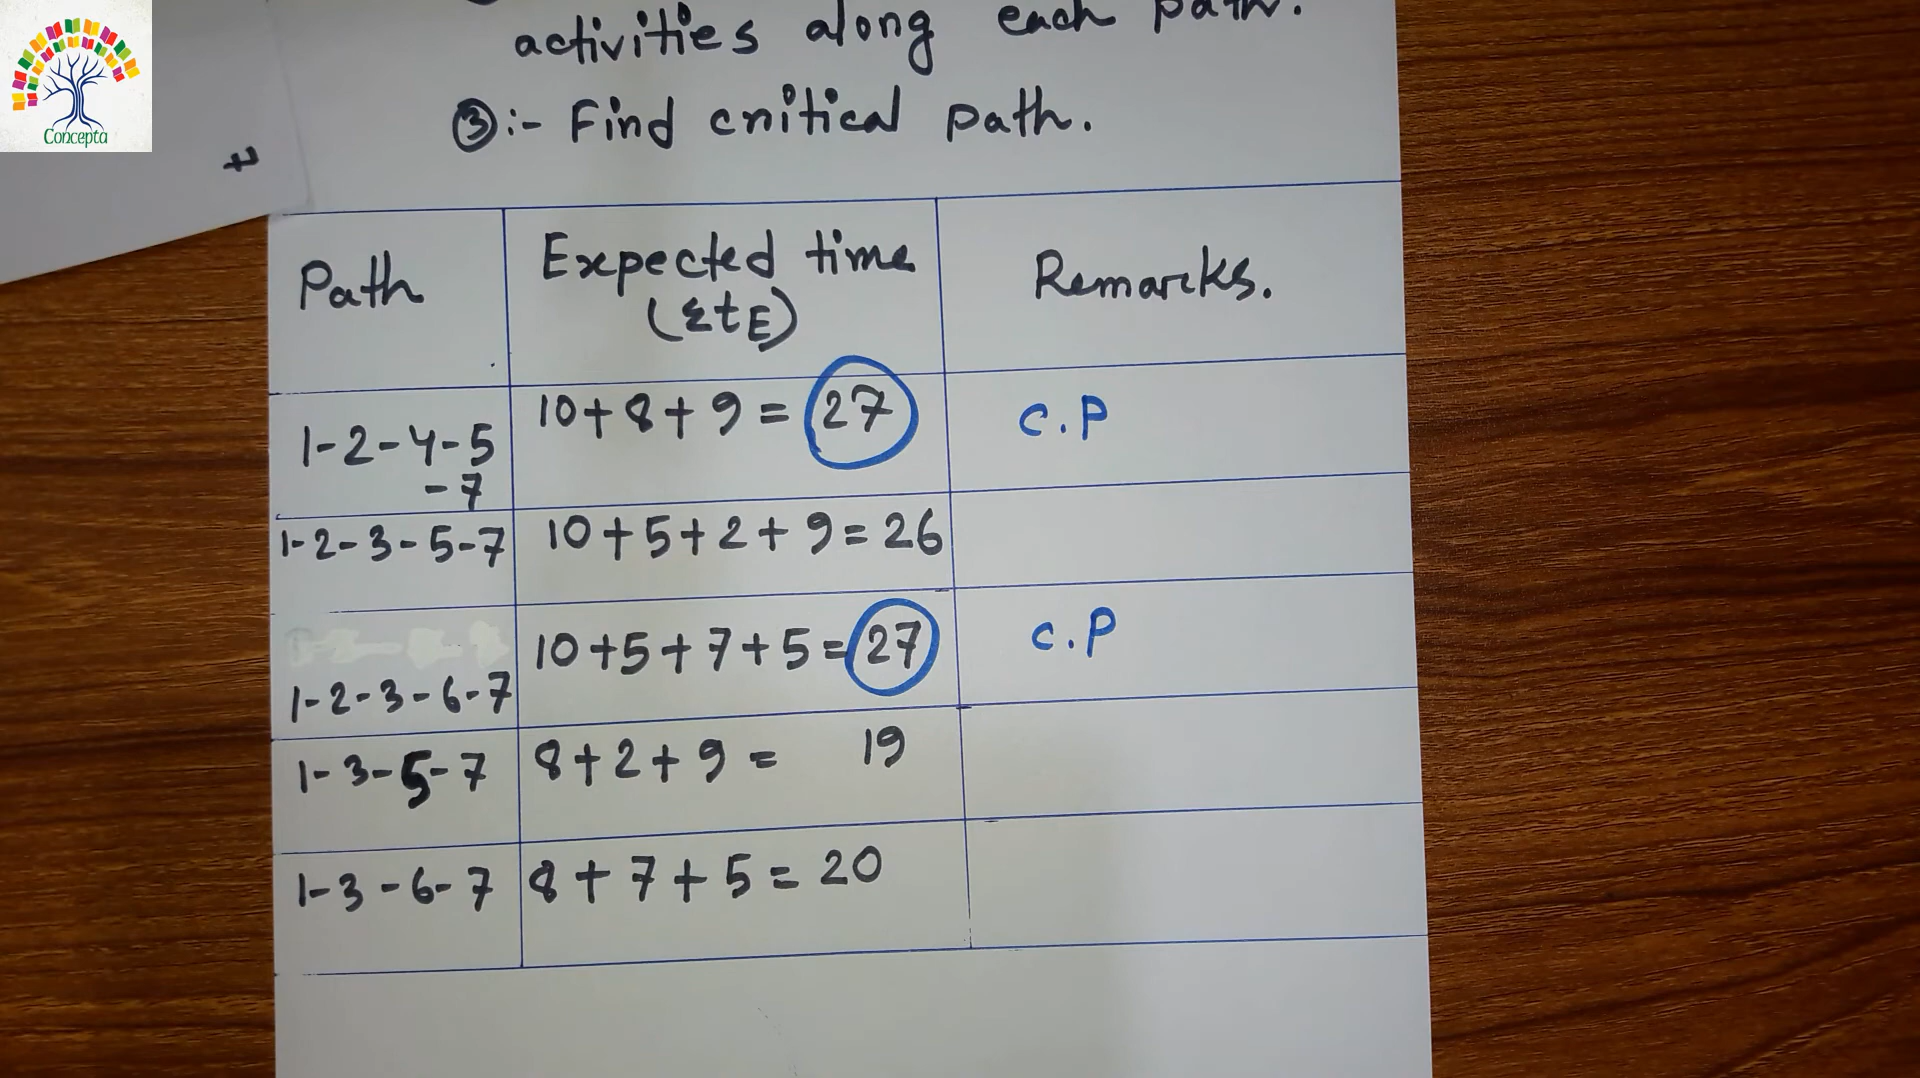 Concepta
activities along each path.
③:- Find critical path.
Path Expected time (ΣtE) Remarks.
1-2-4-5-7 10+8+9=27 C.P
1-2-3-5-7 10+5+2+9=26
1-2-3-6-7 10+5+7+5=27 C.P
1-3-5-7 8+2+9= 19
1-3-6-7 8+7+5=20